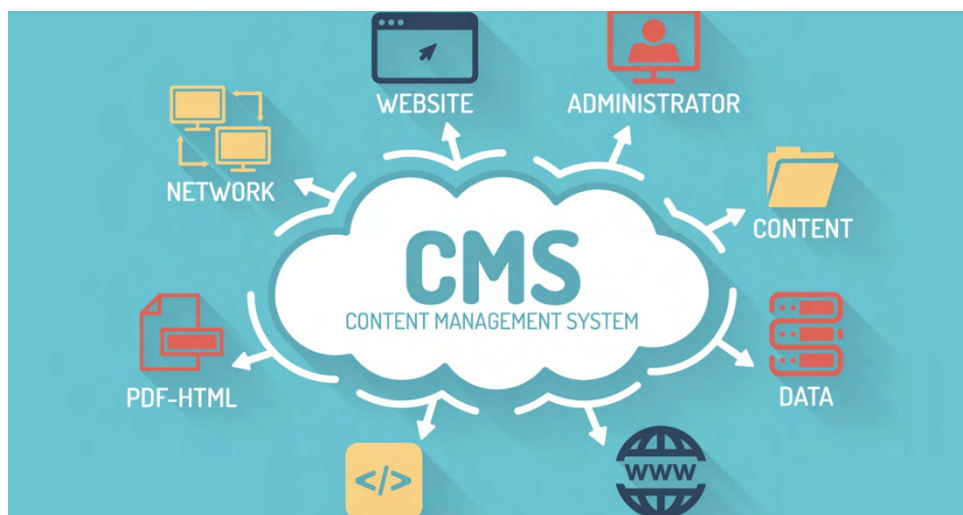 WEBSITE
ADMINISTRATOR
NETWORK
CONTENT
CMS
CONTENT MANAGEMENT SYSTEM
PDF-HTML
DATA
</>
WWW